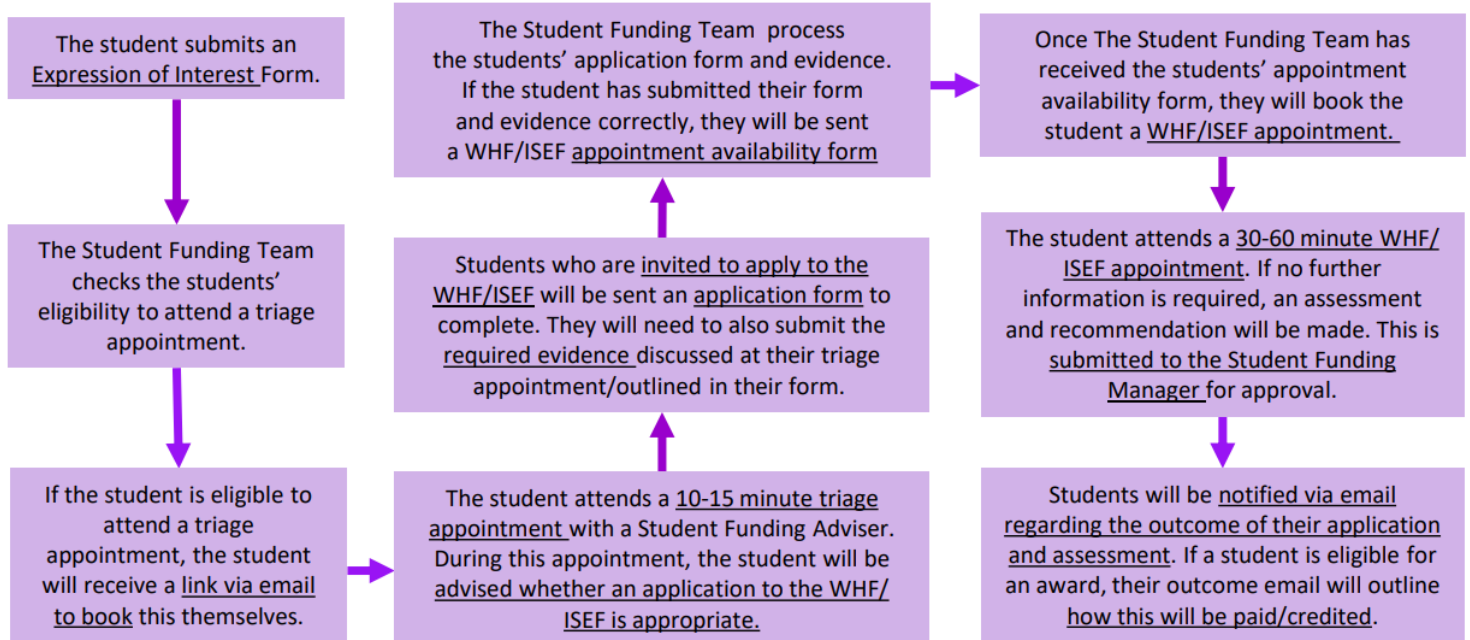 The student submits an
Expression of Interest Form.
The Student Funding Team
checks the students’
eligibility to attend a triage
appointment.
If the student is eligible to
attend a triage
appointment, the student
will receive a link via email
to book this themselves.
The student attends a 10-15 minute triage
appointment with a Student Funding Adviser.
During this appointment, the student will be
advised whether an application to the WHF/
ISEF is appropriate.
Students who are invited to apply to the
WHF/ISEF will be sent an application form to
complete. They will need to also submit the
required evidence discussed at their triage
appointment/outlined in their form.
The Student Funding Team process
the students’ application form and evidence.
If the student has submitted their form
and evidence correctly, they will be sent
a WHF/ISEF appointment availability form
Once The Student Funding Team has
received the students’ appointment
availability form, they will book the
student a WHF/ISEF appointment.
The student attends a 30-60 minute WHF/
ISEF appointment. If no further
information is required, an assessment
and recommendation will be made. This is
submitted to the Student Funding
Manager for approval.
Students will be notified via email
regarding the outcome of their application
and assessment. If a student is eligible for
an award, their outcome email will outline
how this will be paid/credited.